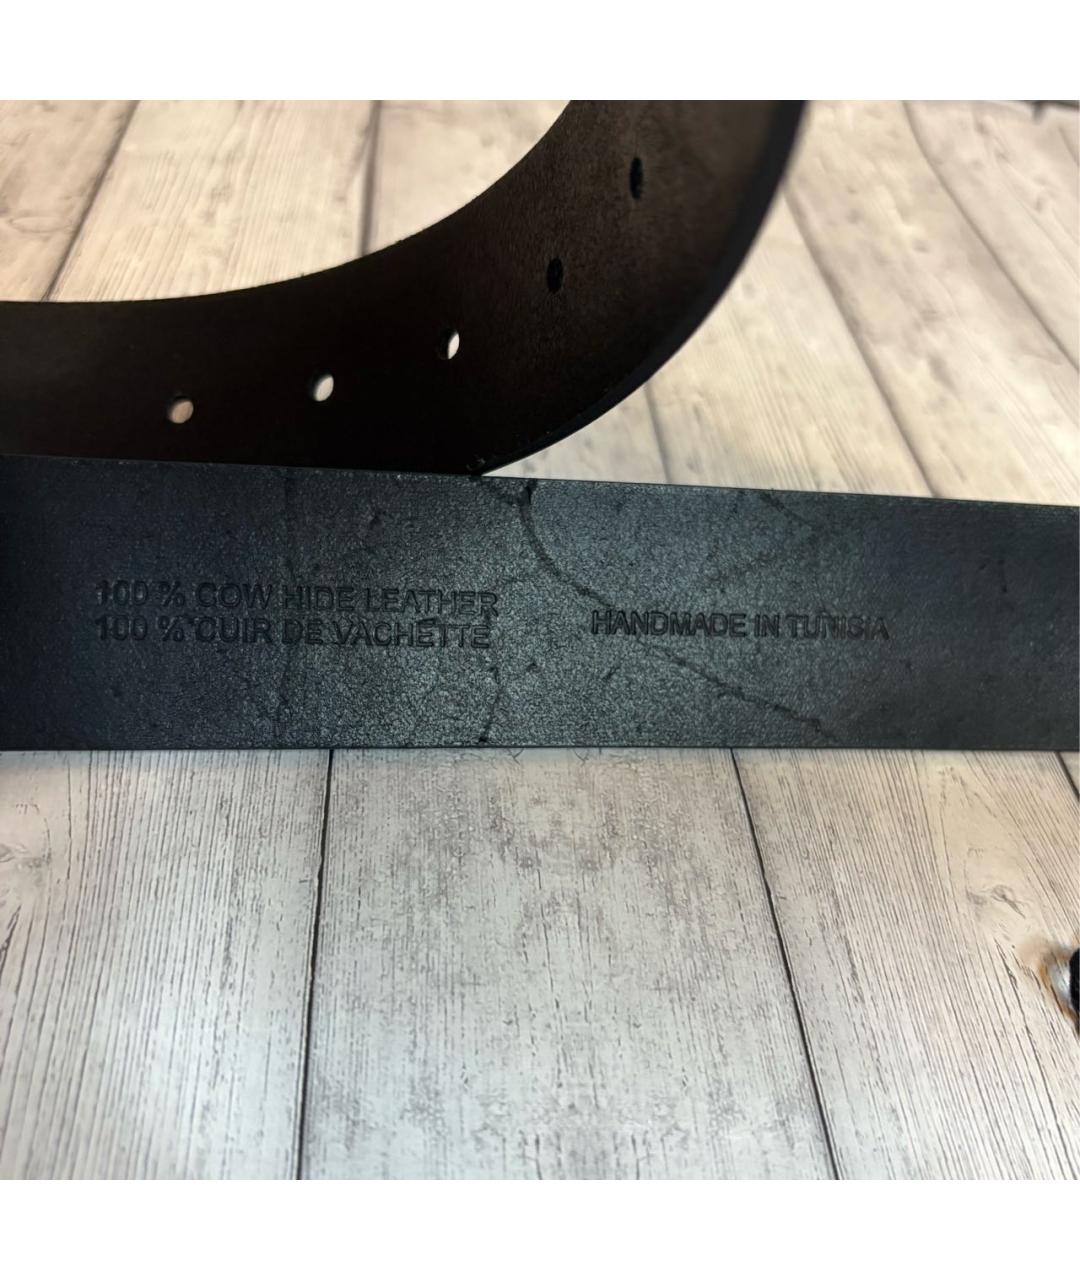 100 % COW HIDE LEATHER
100 % CUIR DE VACHETTE
HANDMADE IN TUNISIA